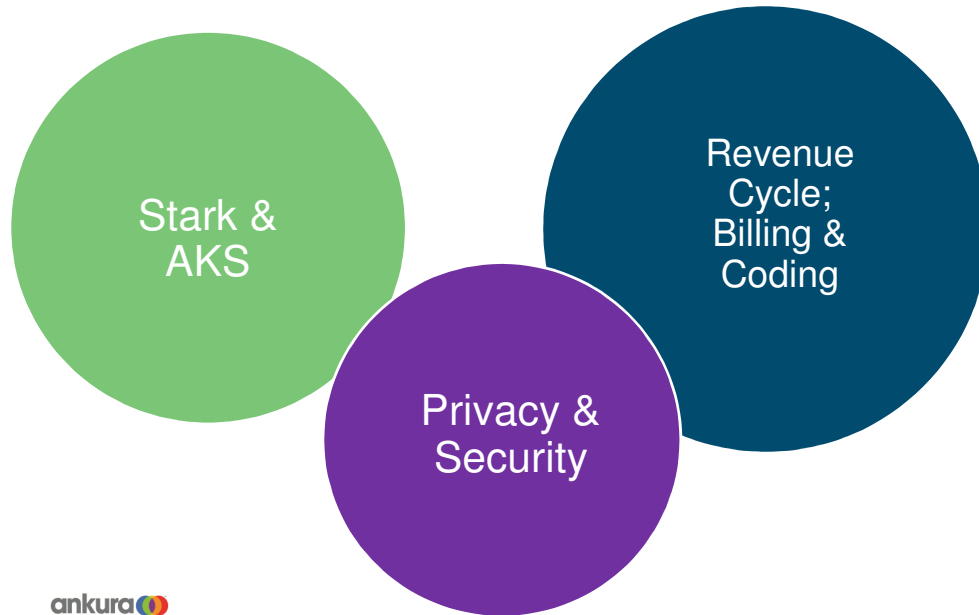 Stark &
AKS
Revenue
Cycle;
Billing &
Coding
Privacy &
Security
ankura